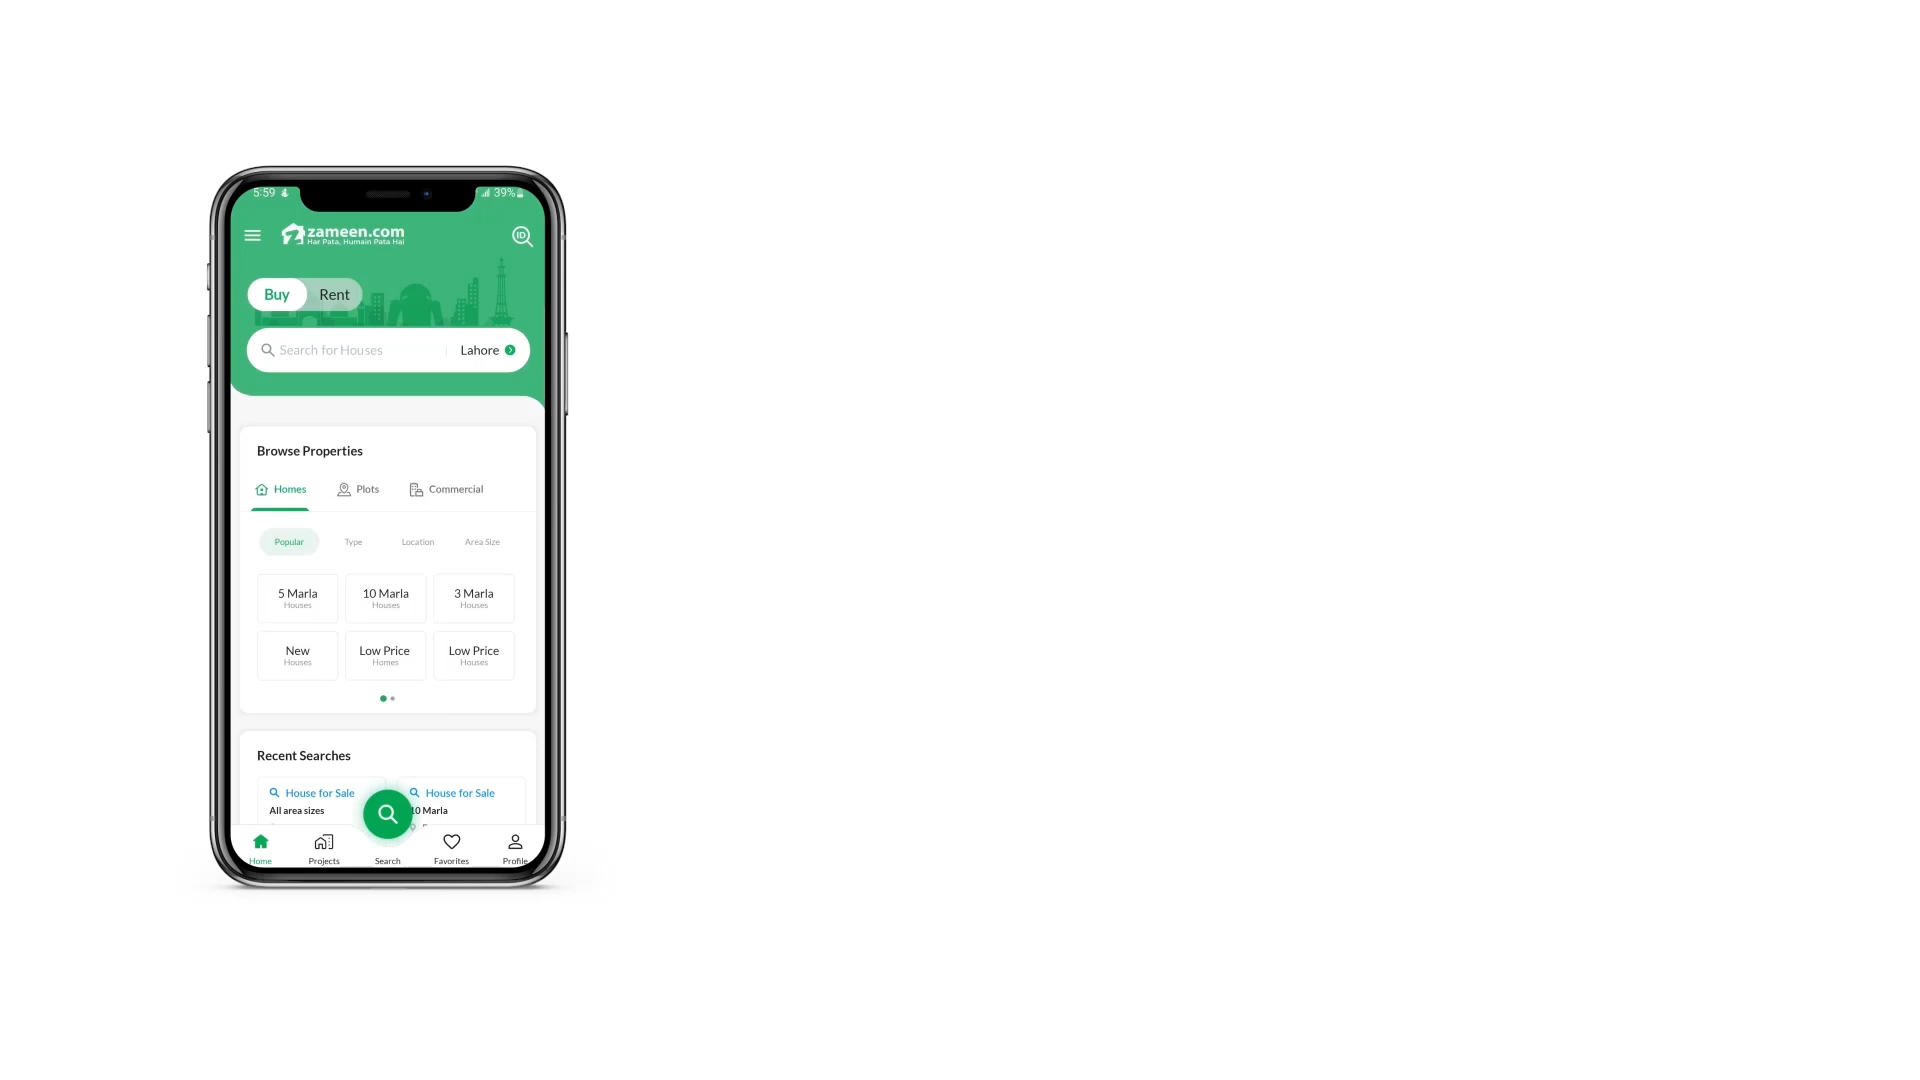 5:59
39%
zameen.com
Har Pata, Humain Pata Hai
ID
Buy Rent
Search for Houses Lahore
Browse Properties
Homes Plots Commercial
Popular Type Location Area Size
5 Marla 10 Marla 3 Marla
Houses Houses Houses
New Low Price Low Price
Houses Homes Houses
Recent Searches
House for Sale House for Sale
All area sizes 10 Marla
Home Projects Search Favorites Profile